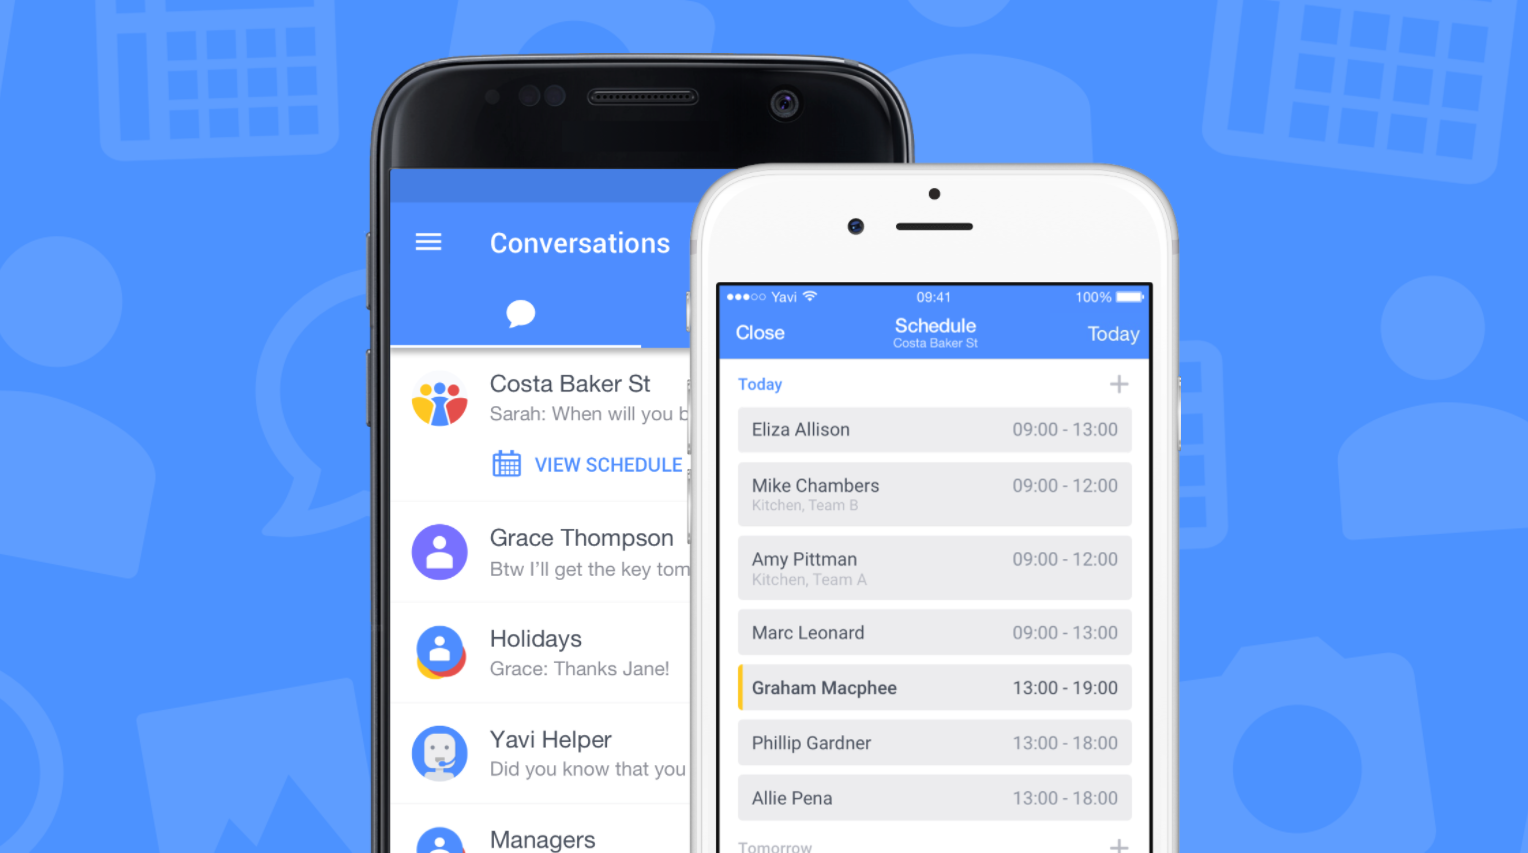 Conversations
Costa Baker St
Sarah: When will you b
VIEW SCHEDULE
Grace Thompson
Btw I'll get the key tom
Holidays
Grace: Thanks Jane!
Yavi Helper
Did you know that you
Managers
Yavi 09:41 100%
Close Schedule Today
Costa Baker St
Today
Eliza Allison 09:00 - 13:00
Mike Chambers 09:00 - 12:00
Kitchen, Team B
Amy Pittman 09:00 - 12:00
Kitchen, Team A
Marc Leonard 09:00 - 13:00
Graham Macphee 13:00 - 19:00
Phillip Gardner 13:00 - 18:00
Allie Pena 13:00 - 18:00
Tomorrow